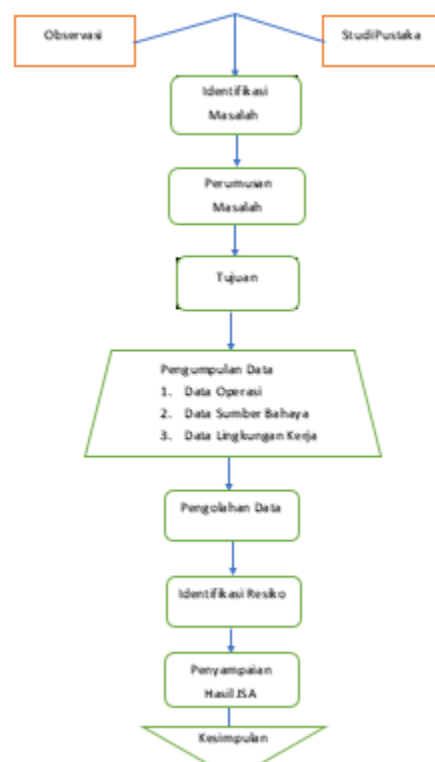 Observasi
StudiPustaka
Identifikasi
Masalah
Perumusan
Masalah
Tujuan
Pengumpulan Data
1. Data Operasi
2. Data Sumber Bahaya
3. Data Lingkungan Kerja
Pengolahan Data
Identifikasi Resiko
Penyampaian
Hasil JSA
Kesimpulan